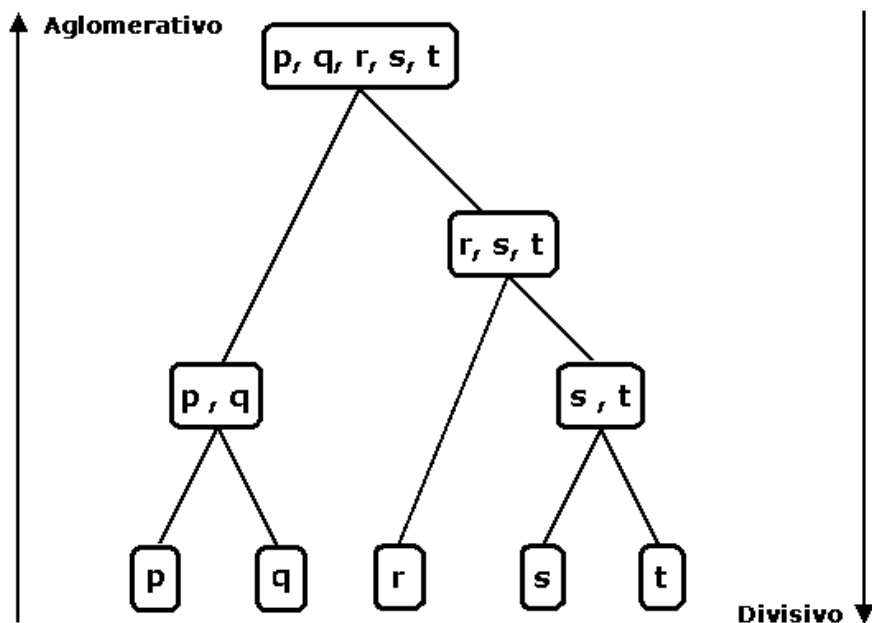 Aglomerativo
p, q, r, s, t
r, s, t
p , q
s , t
p
q
r
s
t
Divisivo